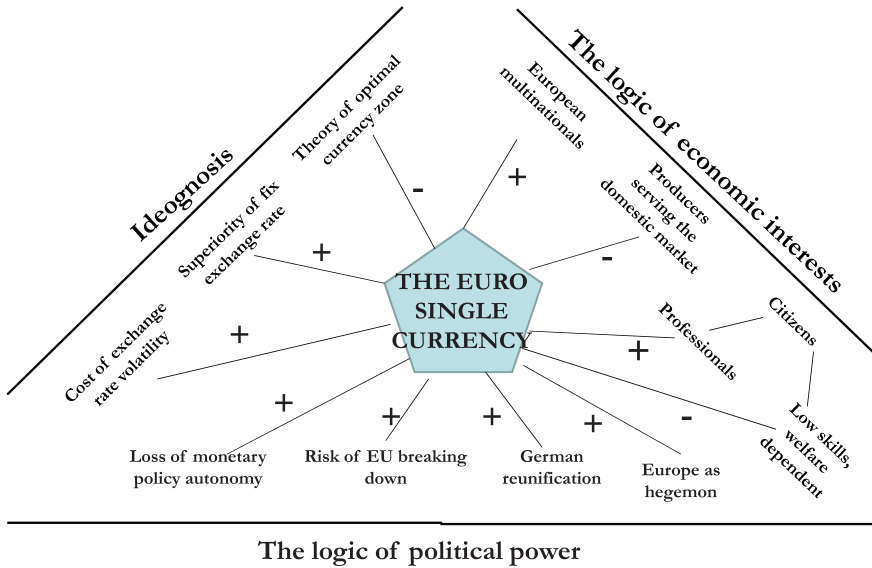 Ideognosis
Theory of optimal
currency zone
-
Superiority of fix
exchange rate
+
Cost of exchange
rate volatility
+
The logic of economic interests
European
multinationals
+
Producers
serving the
domestic market
-
Citizens
Professionals
+
Low skills,
welfare
dependent
-
THE EURO
SINGLE
CURRENCY
+
Loss of monetary
policy autonomy
+
Risk of EU breaking
down
+
German
reunification
+
Europe as
hegemon
The logic of political power